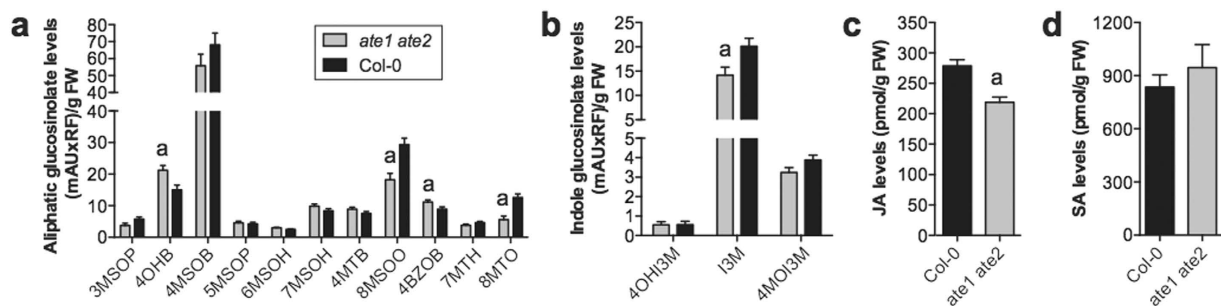 a
Aliphatic glucosinolate levels
(mAUxRF)/g FW
80
70
60
50
40
30
20
10
0
ate1 ate2
Col-0
a
a
a
a
3MSOP
4OHB
4MSOB
5MSOP
6MSOH
7MSOH
4MTB
8MSOO
4BZOB
7MTH
8MTO
b
Indole glucosinolate levels
(mAUxRF)/g FW
25
20
15
10
5
5
4
3
2
1
0
a
4OHI3M
I3M
4MOI3M
c
JA levels (pmol/g FW)
350
300
250
200
150
100
50
0
a
Col-0
ate1 ate2
d
SA levels (pmol/g FW)
1200
900
600
300
0
Col-0
ate1 ate2